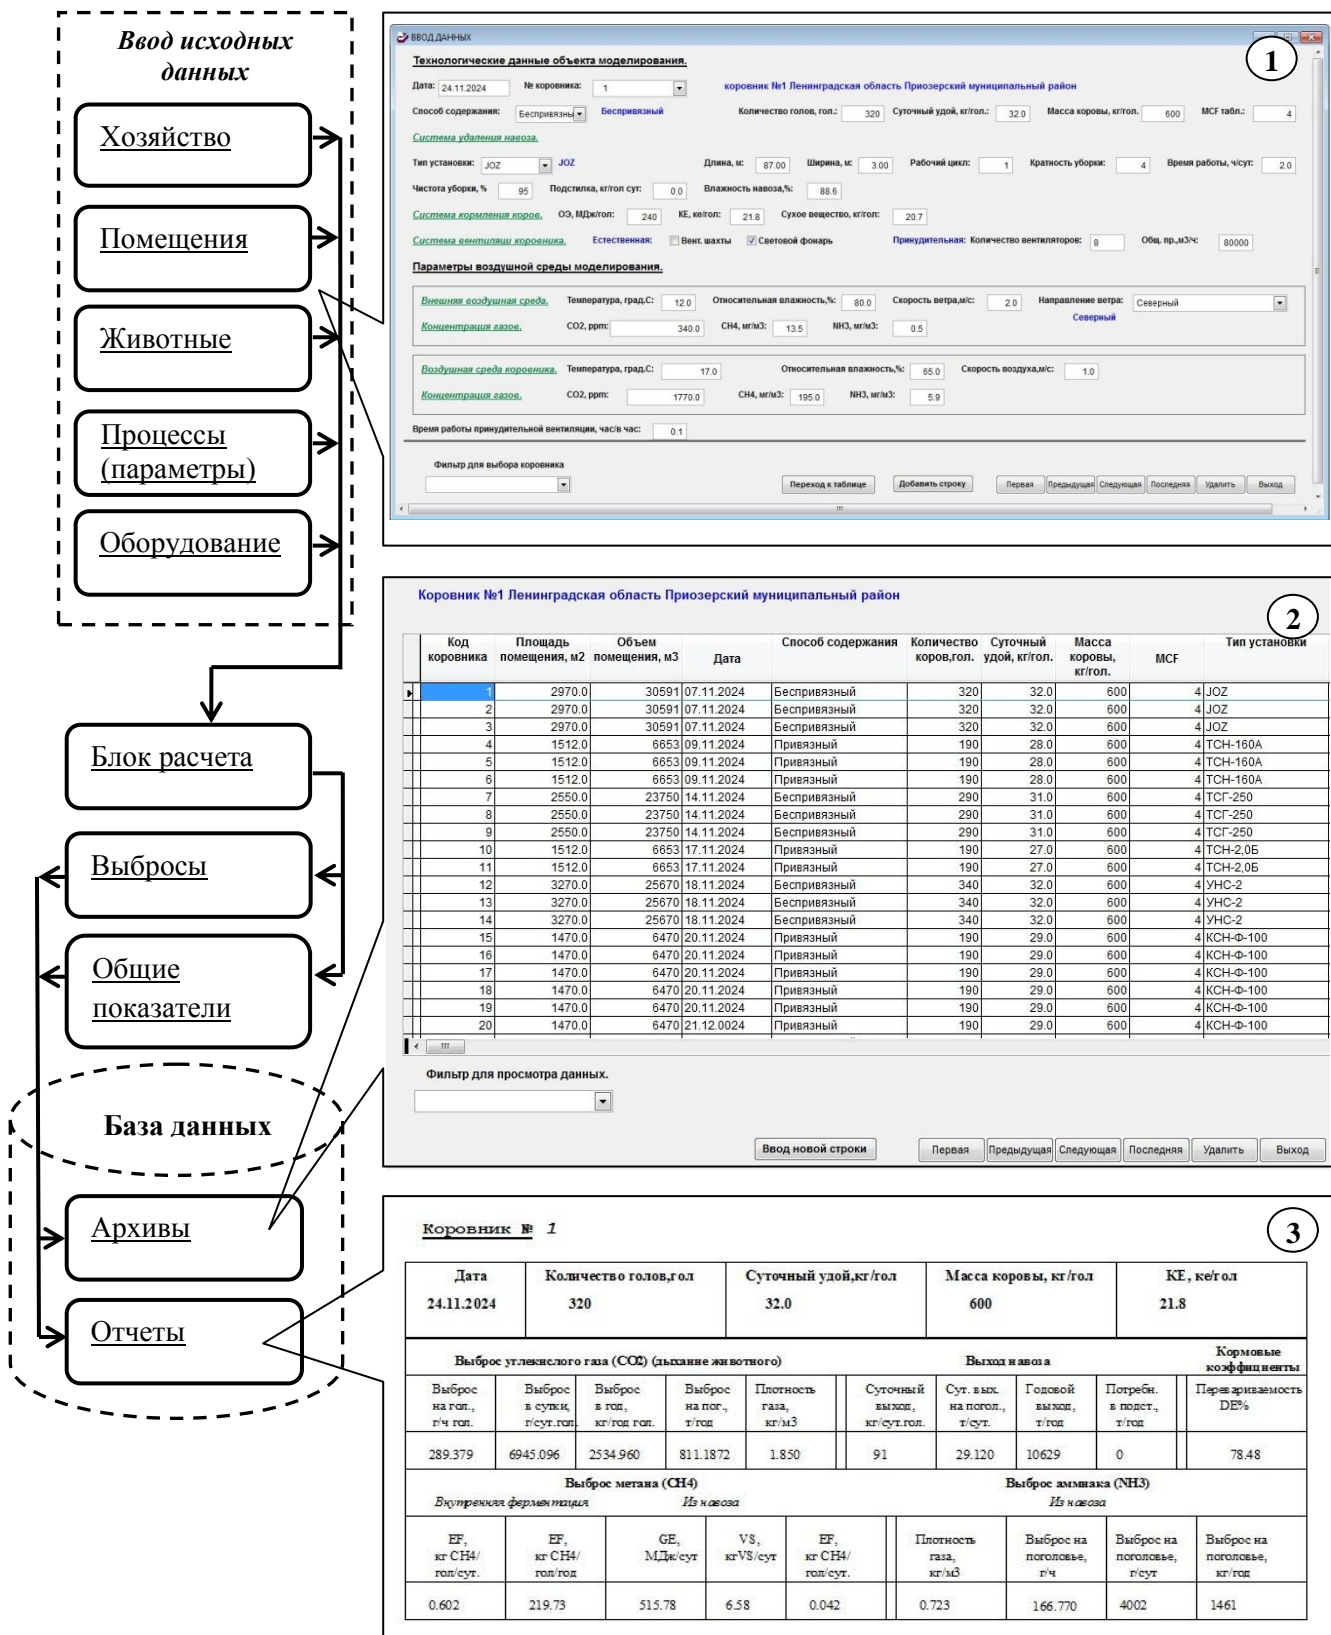 Ввод исходных
данных
Хозяйство
Помещения
Животные
Процессы
(параметры)
Оборудование
Блок расчета
Выбросы
Общие
показатели
База данных
Архивы
Отчеты
ВВОД ДАННЫХ
1
Технологические данные объекта моделирования.
Дата: 24.11.2024 № коровника: 1 коровник №1 Ленинградская область Приозерский муниципальный район
Способ содержания: Беспривязны Беспривязный Количество голов, гол.: 320 Суточный удой, кг/гол.: 32.0 Масса коровы, кг/гол. 600 MCF табл.: 4
Система удаления навоза.
Тип установки: JOZ JOZ Длина, м: 87.00 Ширина, м: 3.00 Рабочий цикл: 1 Кратность уборки: 4 Время работы, ч/сут: 2.0
Чистота уборки, % 95 Подстилка, кг/гол сут: 0.0 Влажность навоза,%: 88.6
Система кормления коров. ОЭ, МДж/гол: 240 КЕ, ке/гол: 21.8 Сухое вещество, кг/гол: 20.7
Система вентиляци коровника. Естественная: Вент. шахты Световой фонарь Принудительная: Количество вентиляторов: 8 Общ. пр.,м3/ч: 80000
Параметры воздушной среды моделирования.
Внешняя воздушная среда. Температура, град.С: 12.0 Относительная влажность,%: 80.0 Скорость ветра,м/с: 2.0 Направление ветра: Северный
Северный
Концентрация газов. СО2, ppm: 340.0 СН4, мг/м3: 13.5 NH3, мг/м3: 0.5
Воздушная среда коровника. Температура, град.С: 17.0 Относительная влажность,%: 65.0 Скорость воздуха,м/с: 1.0
Концентрация газов. СО2, ppm: 1770.0 СН4, мг/м3: 195.0 NH3, мг/м3: 5.9
Время работы принудительной вентиляции, час/в час: 0.1
Фильтр для выбора коровника
Переход к таблице Добавить строку Первая Предыдущая Следующая Последняя Удалить Выход
Коровник №1 Ленинградская область Приозерский муниципальный район
2
Код коровника Площадь помещения, м2 Объем помещения, м3 Дата Способ содержания Количество коров,гол. Суточный удой, кг/гол. Масса коровы, кг/гол. MCF Тип установки
1 2970.0 30591 07.11.2024 Беспривязный 320 32.0 600 4 JOZ
2 2970.0 30591 07.11.2024 Беспривязный 320 32.0 600 4 JOZ
3 2970.0 30591 07.11.2024 Беспривязный 320 32.0 600 4 JOZ
4 1512.0 6653 09.11.2024 Привязный 190 28.0 600 4 ТСН-160А
5 1512.0 6653 09.11.2024 Привязный 190 28.0 600 4 ТСН-160А
6 1512.0 6653 09.11.2024 Привязный 190 28.0 600 4 ТСН-160А
7 2550.0 23750 14.11.2024 Беспривязный 290 31.0 600 4 ТСГ-250
8 2550.0 23750 14.11.2024 Беспривязный 290 31.0 600 4 ТСГ-250
9 2550.0 23750 14.11.2024 Беспривязный 290 31.0 600 4 ТСГ-250
10 1512.0 6653 17.11.2024 Привязный 190 27.0 600 4 ТСН-2,0Б
11 1512.0 6653 17.11.2024 Привязный 190 27.0 600 4 ТСН-2,0Б
12 3270.0 25670 18.11.2024 Беспривязный 340 32.0 600 4 УНС-2
13 3270.0 25670 18.11.2024 Беспривязный 340 32.0 600 4 УНС-2
14 3270.0 25670 18.11.2024 Беспривязный 340 32.0 600 4 УНС-2
15 1470.0 6470 20.11.2024 Привязный 190 29.0 600 4 КСН-Ф-100
16 1470.0 6470 20.11.2024 Привязный 190 29.0 600 4 КСН-Ф-100
17 1470.0 6470 20.11.2024 Привязный 190 29.0 600 4 КСН-Ф-100
18 1470.0 6470 20.11.2024 Привязный 190 29.0 600 4 КСН-Ф-100
19 1470.0 6470 20.11.2024 Привязный 190 29.0 600 4 КСН-Ф-100
20 1470.0 6470 21.12.0024 Привязный 190 29.0 600 4 КСН-Ф-100
Фильтр для просмотра данных.
Ввод новой строки Первая Предыдущая Следующая Последняя Удалить Выход
Коровник № 1
3
Дата Количество голов,гол Суточный удой,кг/гол Масса коровы, кг/гол КЕ, ке/гол
24.11.2024 320 32.0 600 21.8
Выброс углекислого газа (СО2) (дыхание животного) Выход навоза Кормовые коэффициенты
Выброс на гол., г/ч гол. Выброс в сутки, г/сут.гол. Выброс в год, кг/год гол. Выброс на пог., т/год Плотность газа, кг/м3 Суточный выход, кг/сут.гол. Сут. вых. на погол., т/сут. Годовой выход, т/год Потребн. в подст., т/год Перевариваемость DE%
289.379 6945.096 2534.960 811.1872 1.850 91 29.120 10629 0 78.48
Выброс метана (СН4) Выброс аммиака (NH3)
Внутренняя ферментация Из навоза Из навоза
EF, кг СН4/ гол/сут. EF, кг СН4/ гол/год GE, МДж/сут VS, кгVS/сут EF, кг СН4/ гол/сут. Плотность газа, кг/м3 Выброс на поголовье, г/ч Выброс на поголовье, г/сут Выброс на поголовье, кг/год
0.602 219.73 515.78 6.58 0.042 0.723 166.770 4002 1461